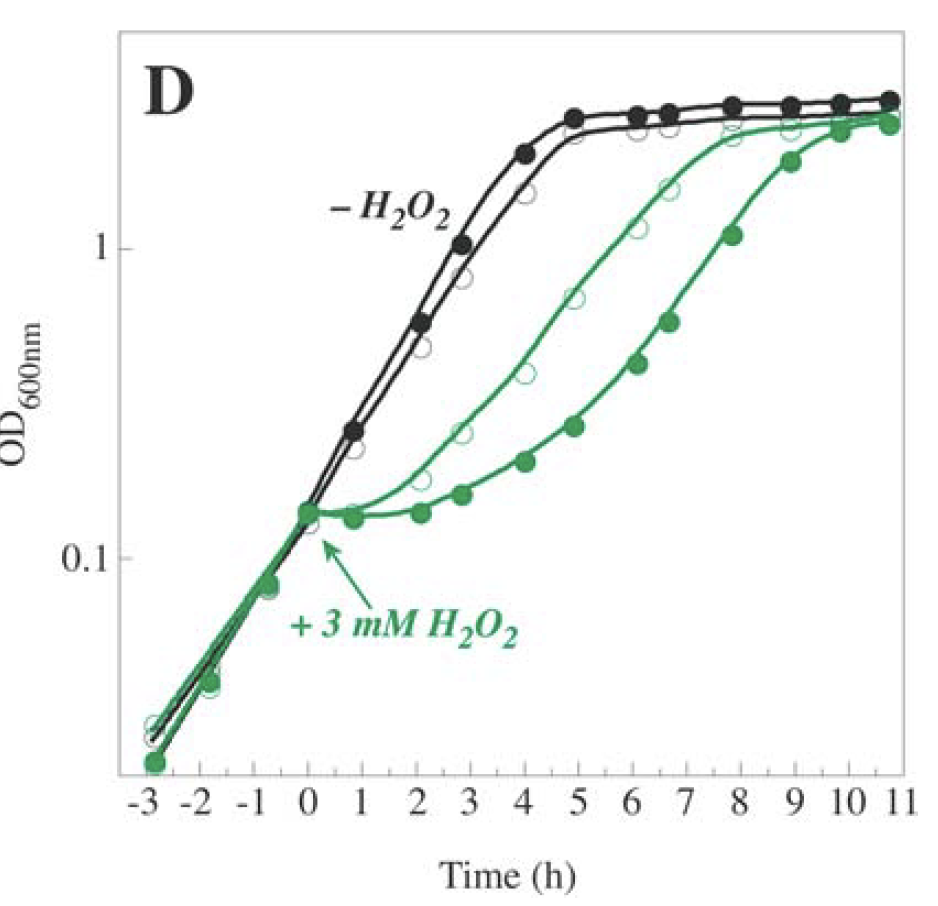 D
– H₂O₂
1
OD₆₀₀ₙₘ
0.1
+ 3 mM H₂O₂
-3 -2 -1 0 1 2 3 4 5 6 7 8 9 10 11
Time (h)